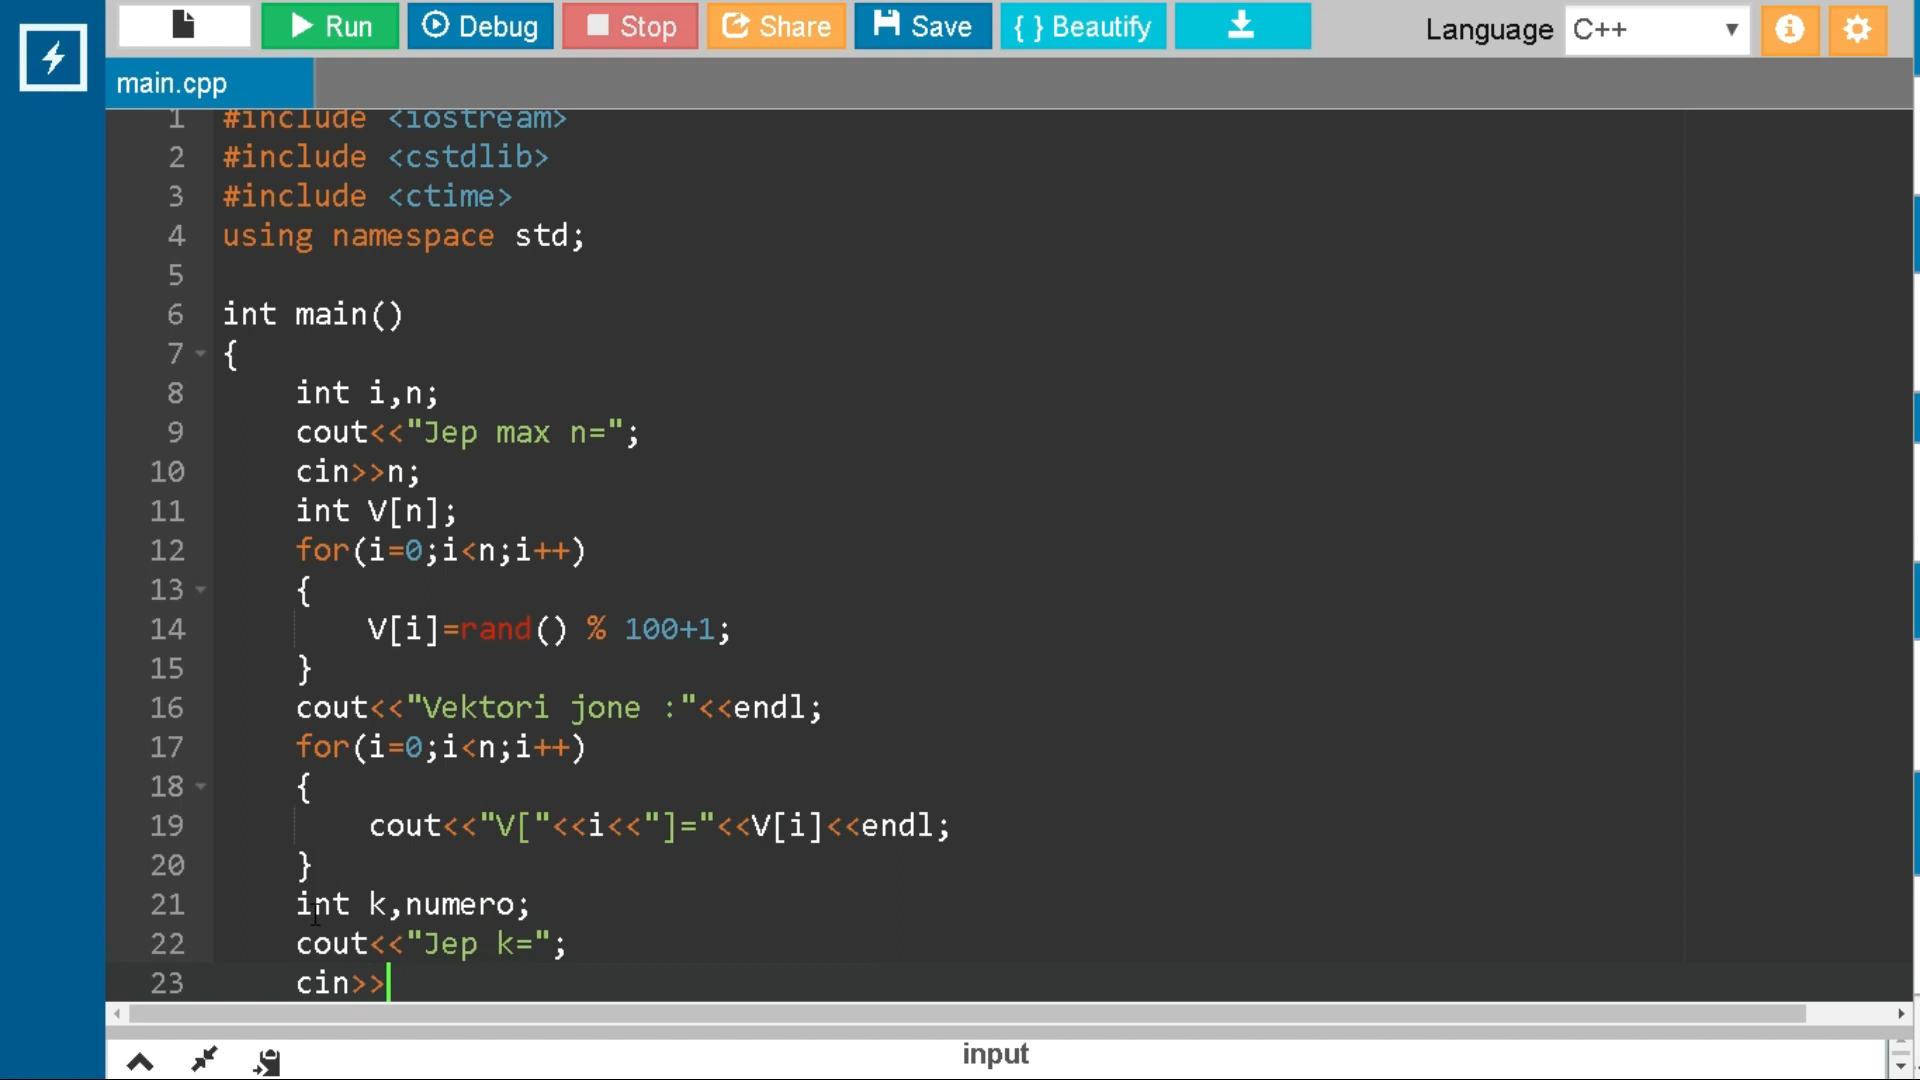 Run Debug Stop Share Save { } Beautify Language C++
main.cpp
1 #include <iostream>
2 #include <cstdlib>
3 #include <ctime>
4 using namespace std;
5
6 int main()
7 {
8 int i,n;
9 cout<<"Jep max n=";
10 cin>>n;
11 int V[n];
12 for(i=0;i<n;i++)
13 {
14 V[i]=rand() % 100+1;
15 }
16 cout<<"Vektori jone :"<<endl;
17 for(i=0;i<n;i++)
18 {
19 cout<<"V["<<i<<"]="<<V[i]<<endl;
20 }
21 int k,numero;
22 cout<<"Jep k=";
23 cin>>
input